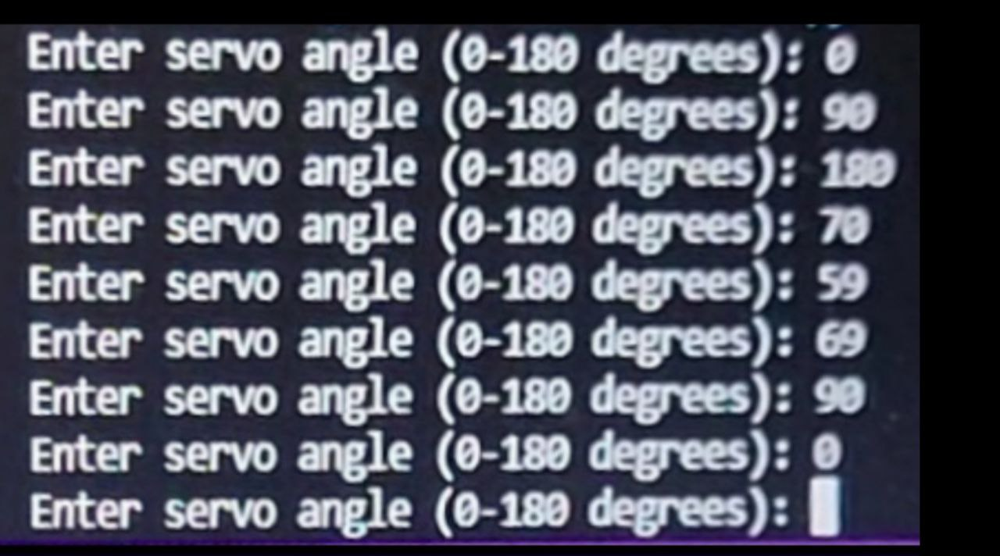 Enter servo angle (0-180 degrees): 0
Enter servo angle (0-180 degrees): 90
Enter servo angle (0-180 degrees): 180
Enter servo angle (0-180 degrees): 70
Enter servo angle (0-180 degrees): 59
Enter servo angle (0-180 degrees): 69
Enter servo angle (0-180 degrees): 90
Enter servo angle (0-180 degrees): 0
Enter servo angle (0-180 degrees):